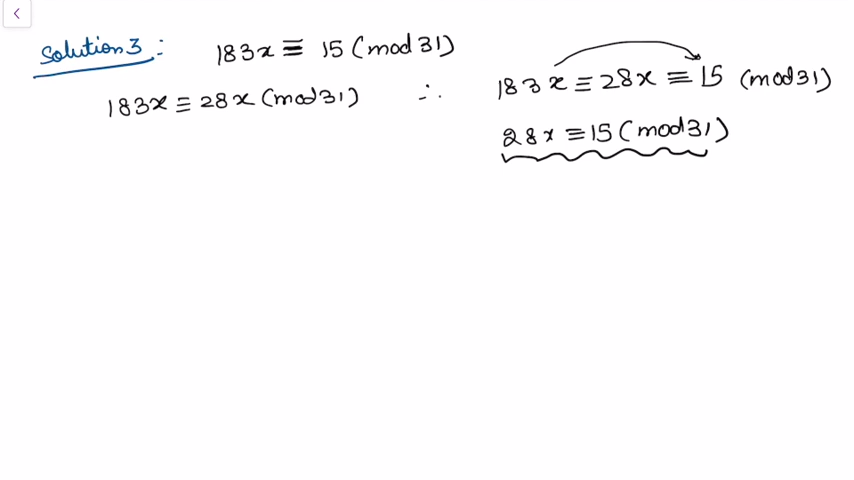 Solution 3 : 183x ≡ 15 (mod 31)
183x ≡ 28x (mod 31) ∴ 183x ≡ 28x ≡ 15 (mod 31)
28x ≡ 15 (mod 31)